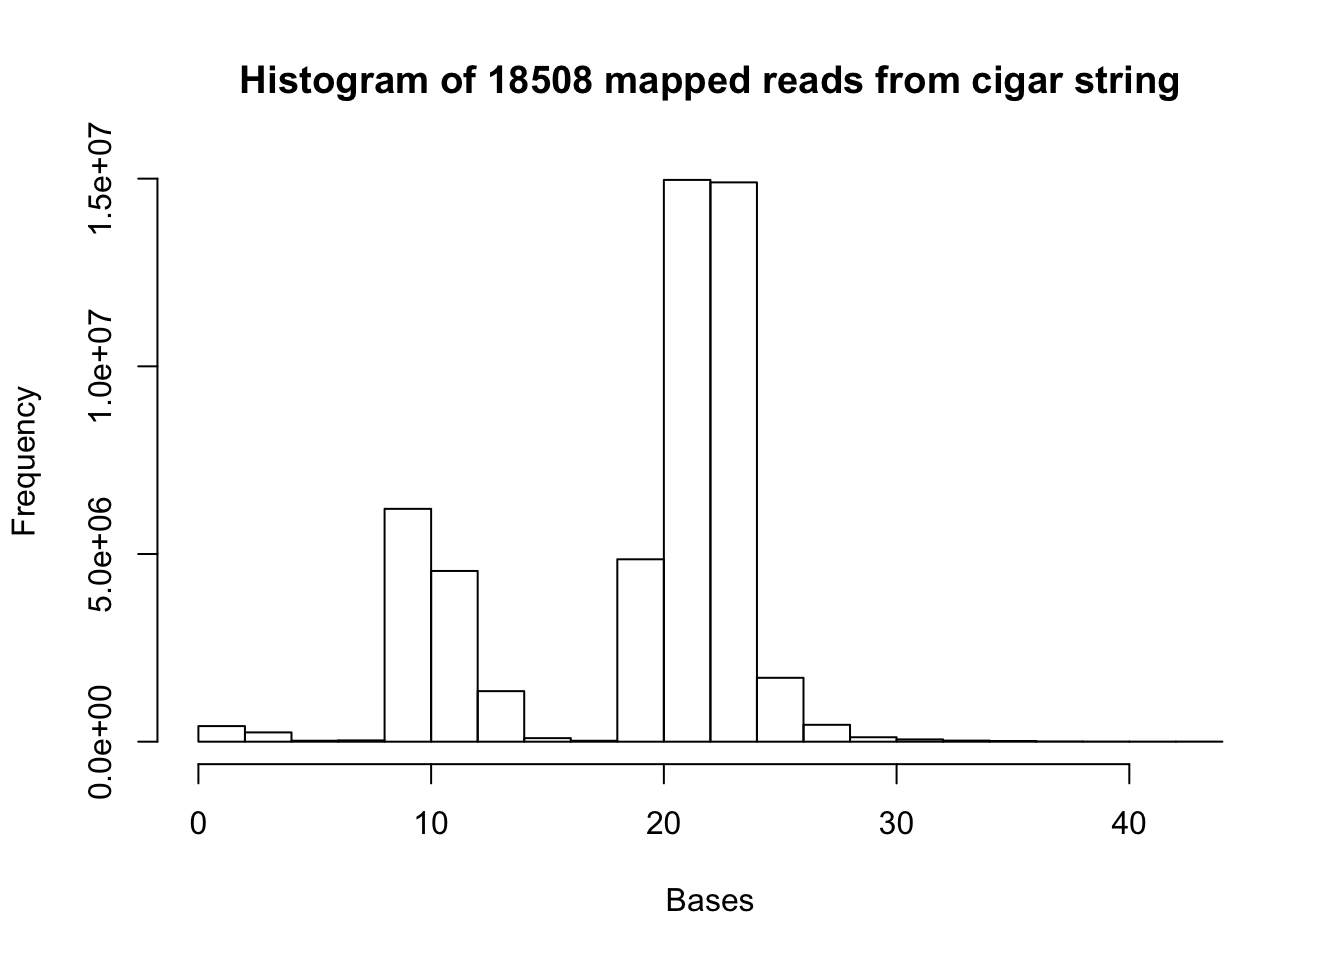 Histogram of 18508 mapped reads from cigar string
Frequency
1.5e+07
1.0e+07
5.0e+06
0.0e+00
0 10 20 30 40
Bases